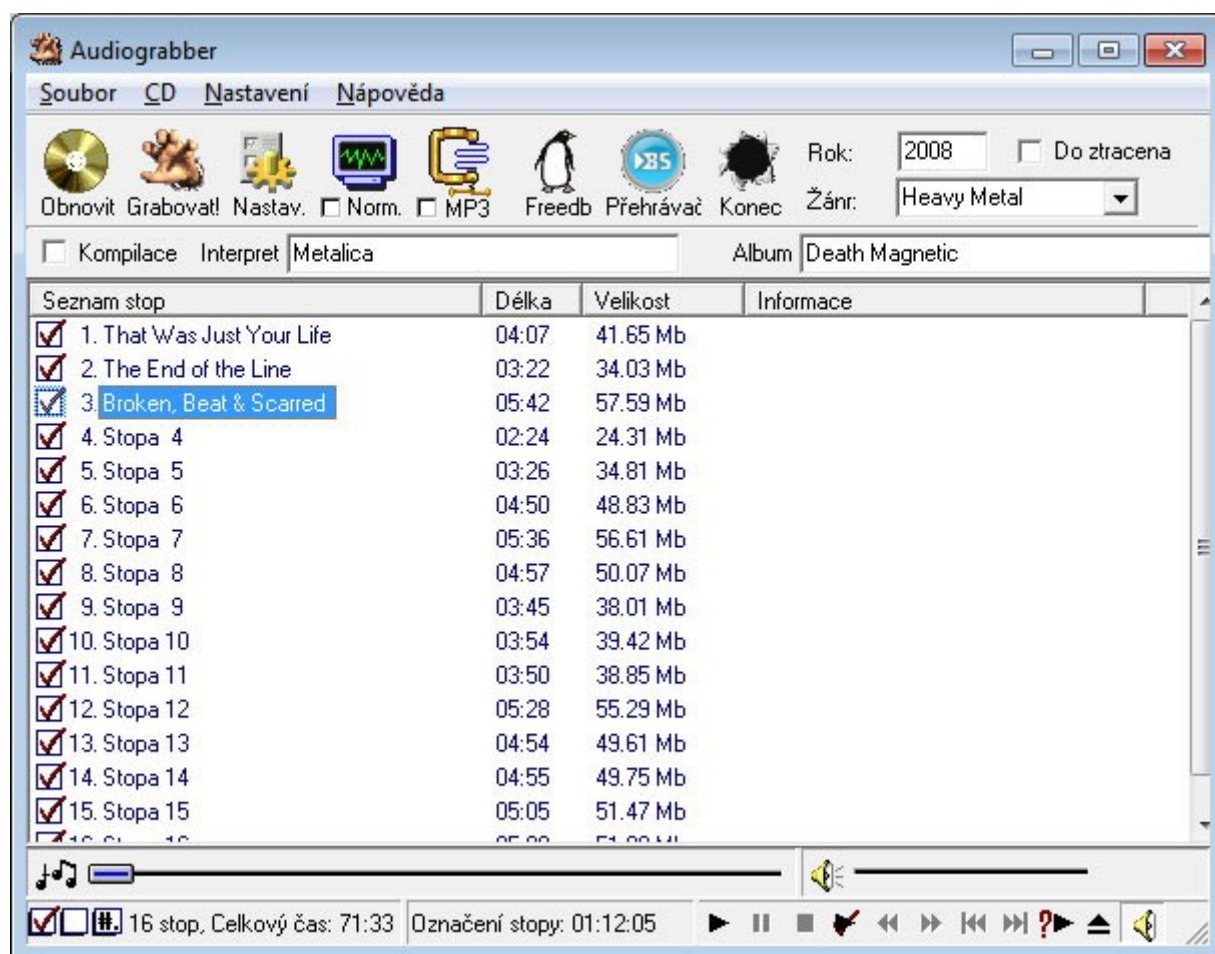 Audiograbber
Soubor CD Nastavení Nápověda
Obnovit Grabovat! Nastav. Norm. MP3 Freedb Přehrávač Konec
Rok: 2008 Do ztracena
Žánr: Heavy Metal
Kompilace Interpret Metalica Album Death Magnetic
Seznam stop Délka Velikost Informace
1. That Was Just Your Life 04:07 41.65 Mb
2. The End of the Line 03:22 34.03 Mb
3. Broken, Beat & Scarred 05:42 57.59 Mb
4. Stopa 4 02:24 24.31 Mb
5. Stopa 5 03:26 34.81 Mb
6. Stopa 6 04:50 48.83 Mb
7. Stopa 7 05:36 56.61 Mb
8. Stopa 8 04:57 50.07 Mb
9. Stopa 9 03:45 38.01 Mb
10. Stopa 10 03:54 39.42 Mb
11. Stopa 11 03:50 38.85 Mb
12. Stopa 12 05:28 55.29 Mb
13. Stopa 13 04:54 49.61 Mb
14. Stopa 14 04:55 49.75 Mb
15. Stopa 15 05:05 51.47 Mb
16 stop, Celkový čas: 71:33 Označení stopy: 01:12:05